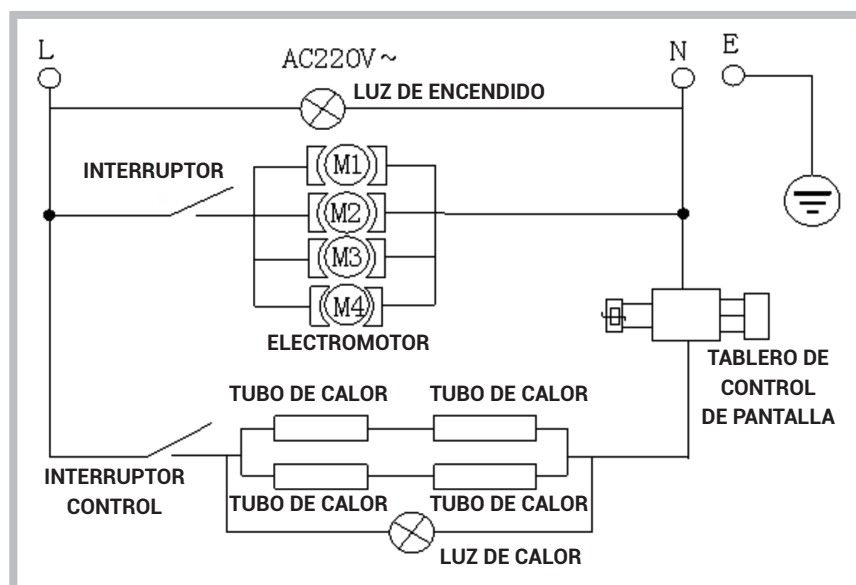 L
AC220V~
N
E
LUZ DE ENCENDIDO
INTERRUPTOR
M1
M2
M3
M4
ELECTROMOTOR
TABLERO DE
CONTROL
DE PANTALLA
TUBO DE CALOR
TUBO DE CALOR
INTERRUPTOR
CONTROL
TUBO DE CALOR
TUBO DE CALOR
LUZ DE CALOR